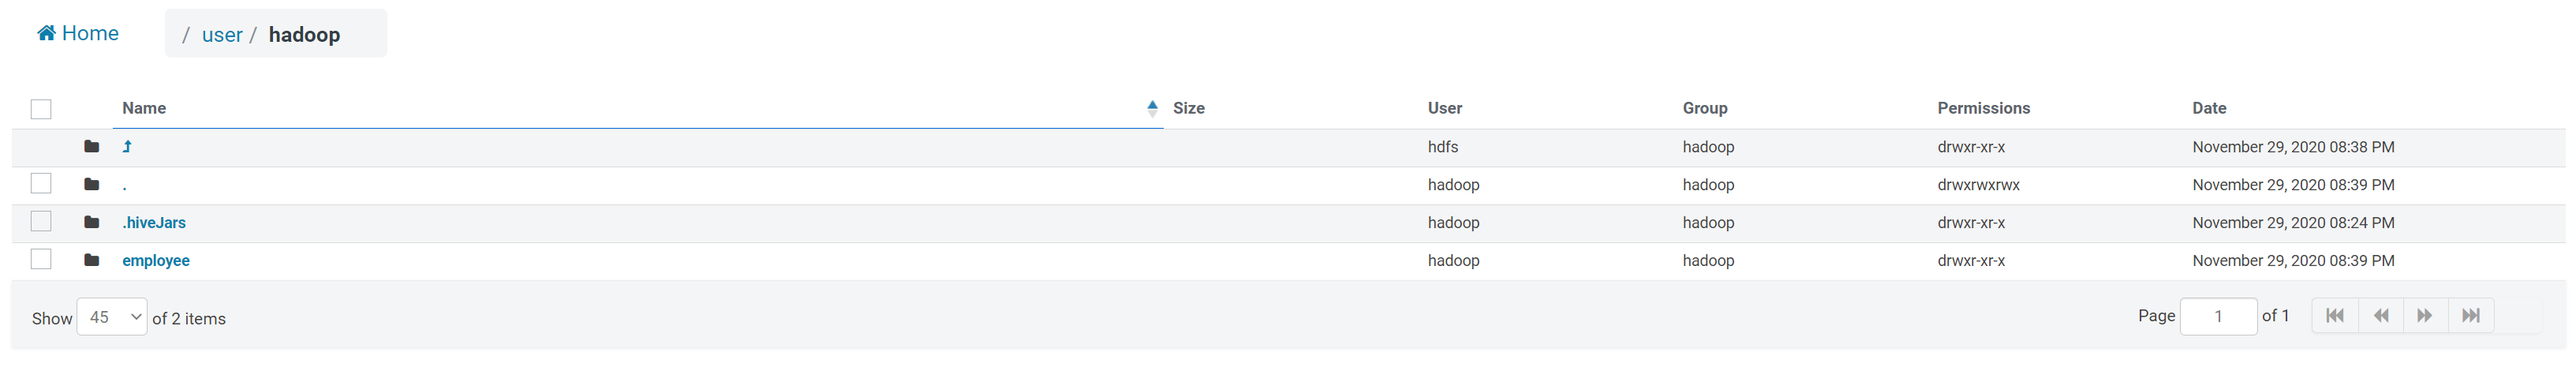 Home / user / hadoop
Name Size User Group Permissions Date
hdfs hadoop drwxr-xr-x November 29, 2020 08:38 PM
. hadoop hadoop drwxrwxrwx November 29, 2020 08:39 PM
.hiveJars hadoop hadoop drwxr-xr-x November 29, 2020 08:24 PM
employee hadoop hadoop drwxr-xr-x November 29, 2020 08:39 PM
Show 45 of 2 items Page 1 of 1